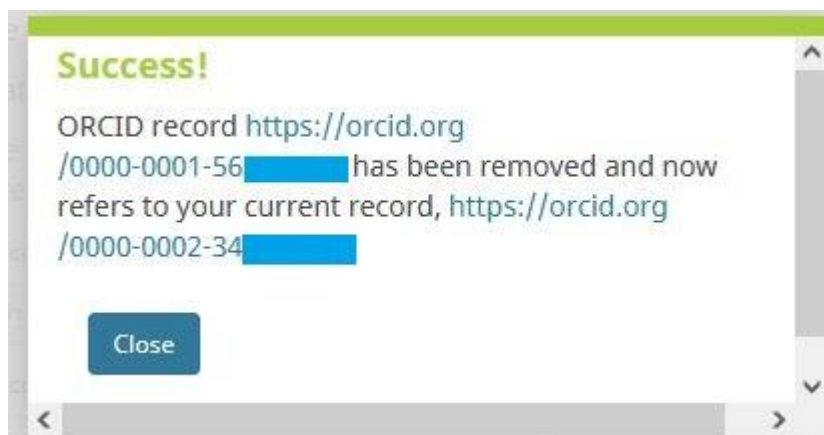 Success!
ORCID record https://orcid.org
/0000-0001-56 has been removed and now
refers to your current record, https://orcid.org
/0000-0002-34
Close